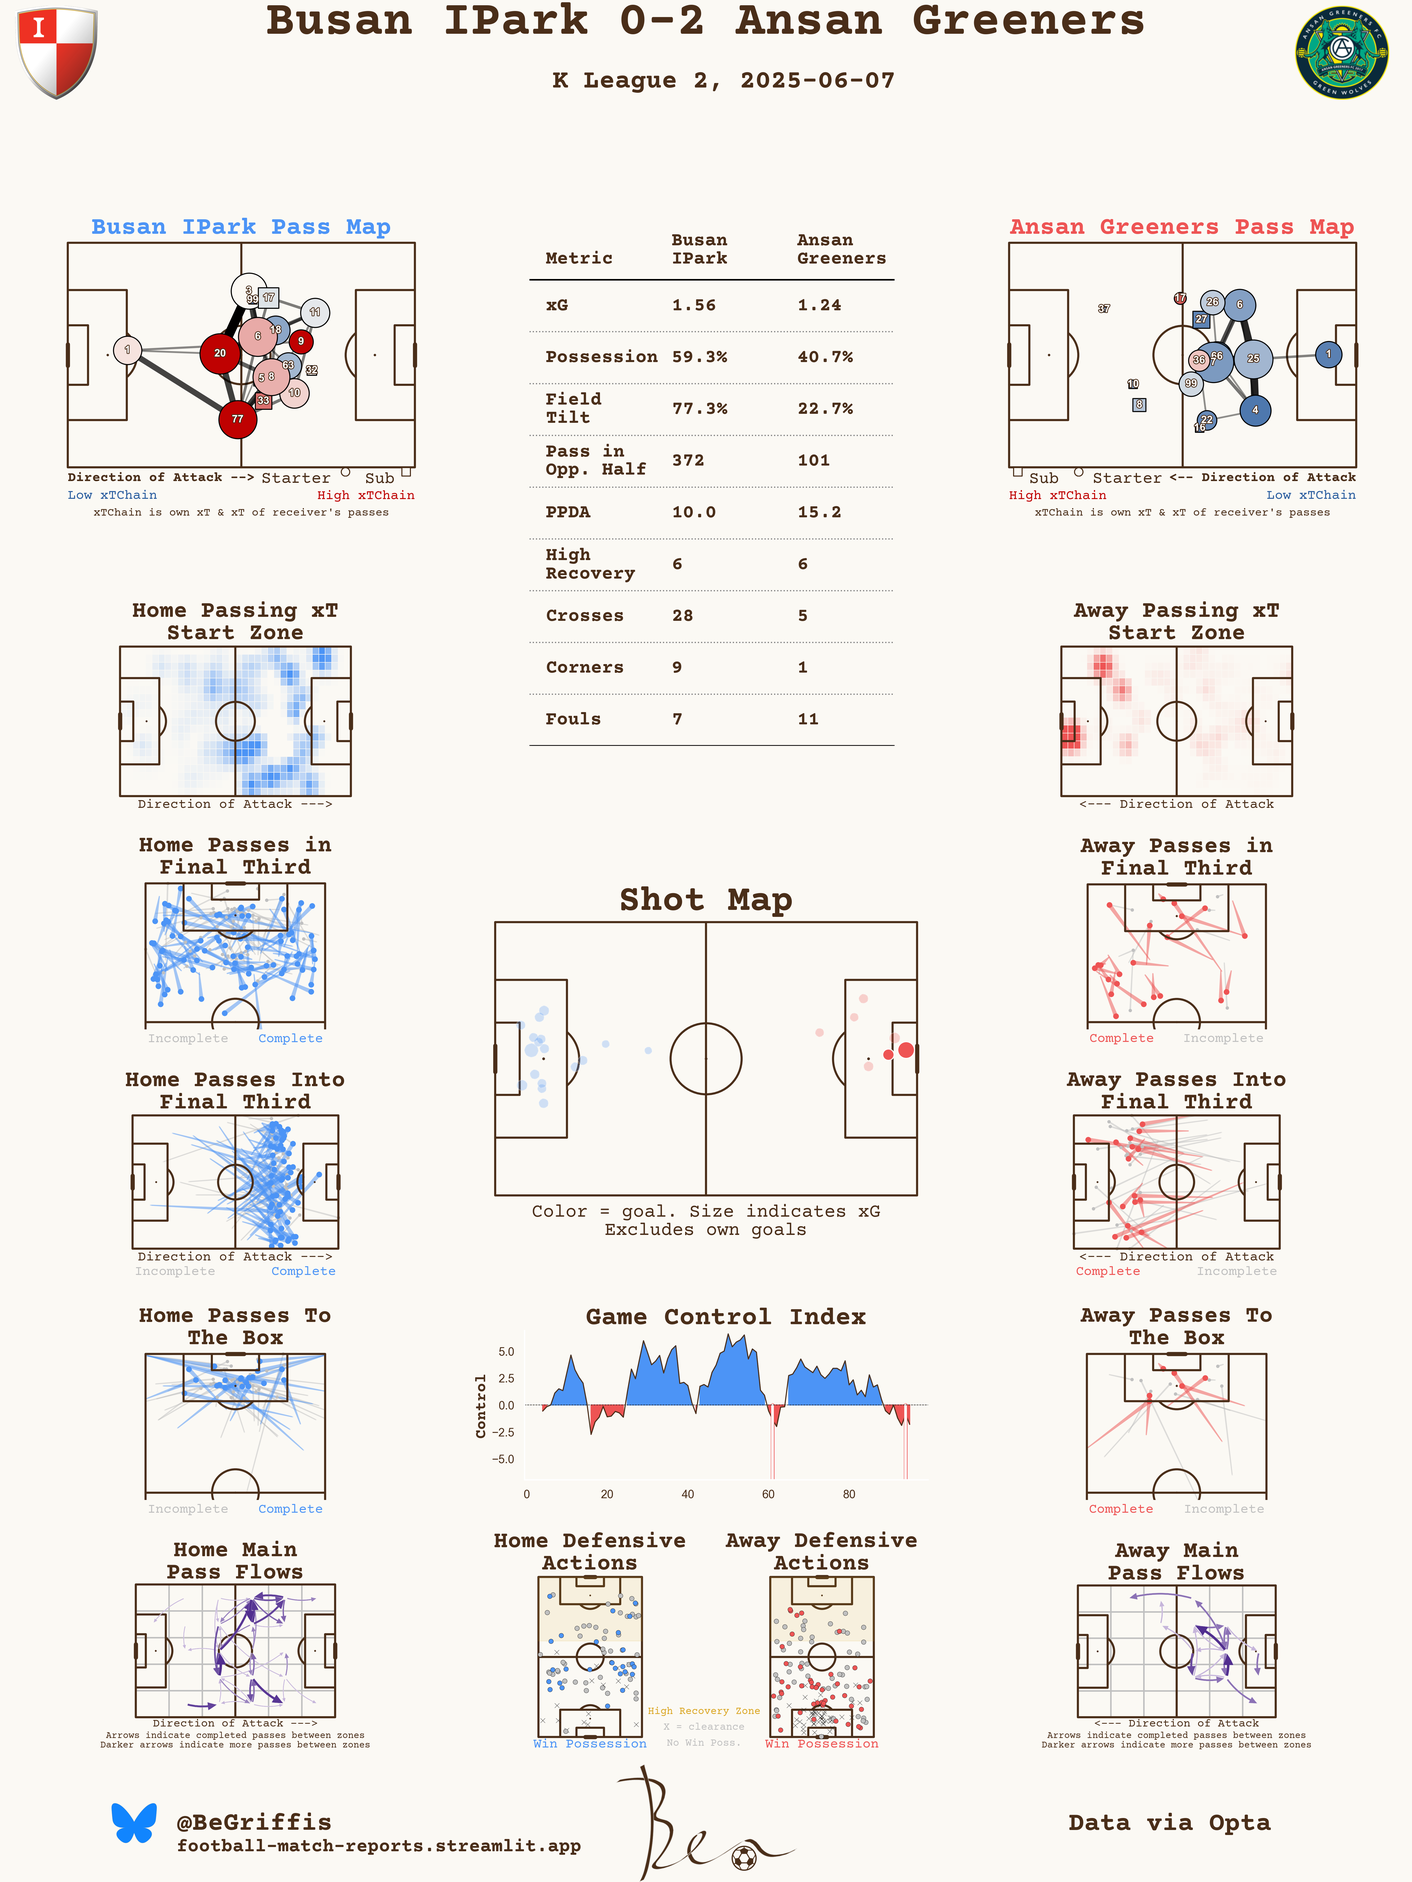 Busan IPark 0-2 Ansan Greeners
K League 2, 2025-06-07
I
ANSAN GREENERS FC
GREEN WOLVES
Busan IPark Pass Map
1
3
99
17
11
18
6
9
20
63
32
5
8
10
33
77
Direction of Attack --> Starter Sub
Low xTChain High xTChain
xTChain is own xT & xT of receiver's passes
Metric Busan IPark Ansan Greeners
xG 1.56 1.24
Possession 59.3% 40.7%
Field Tilt 77.3% 22.7%
Pass in Opp. Half 372 101
PPDA 10.0 15.2
High Recovery 6 6
Crosses 28 5
Corners 9 1
Fouls 7 11
Ansan Greeners Pass Map
37
17
26
6
27
36
66
7
25
1
10
99
8
22
16
4
Sub Starter <-- Direction of Attack
High xTChain Low xTChain
xTChain is own xT & xT of receiver's passes
Home Passing xT
Start Zone
Direction of Attack --->
Away Passing xT
Start Zone
<--- Direction of Attack
Home Passes in
Final Third
Incomplete Complete
Away Passes in
Final Third
Complete Incomplete
Shot Map
Color = goal. Size indicates xG
Excludes own goals
Home Passes Into
Final Third
Direction of Attack --->
Incomplete Complete
Away Passes Into
Final Third
<--- Direction of Attack
Complete Incomplete
Home Passes To
The Box
Incomplete Complete
Game Control Index
Control
5.0
2.5
0.0
−2.5
−5.0
0 20 40 60 80
Away Passes To
The Box
Complete Incomplete
Home Main
Pass Flows
Direction of Attack --->
Arrows indicate completed passes between zones
Darker arrows indicate more passes between zones
Home Defensive
Actions
Win Possession
High Recovery Zone
X = clearance
No Win Poss.
Away Defensive
Actions
Win Possession
Away Main
Pass Flows
<--- Direction of Attack
Arrows indicate completed passes between zones
Darker arrows indicate more passes between zones
@BeGriffis
football-match-reports.streamlit.app
Ben
Data via Opta